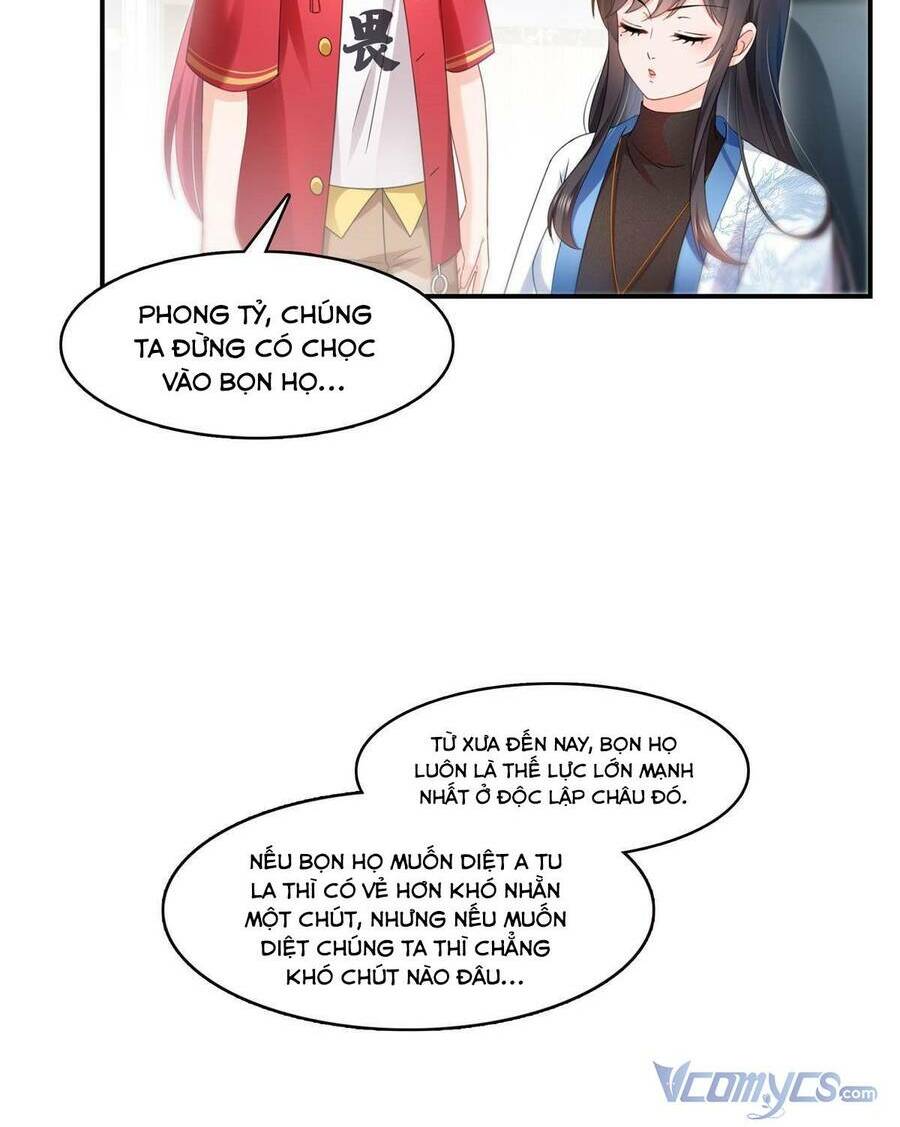 畏
PHONG TỶ, CHÚNG
TA ĐỪNG CÓ CHỌC
VÀO BỌN HỌ...
TỪ XƯA ĐẾN NAY, BỌN HỌ
LUÔN LÀ THẾ LỰC LỚN MẠNH
NHẤT Ở ĐỘC LẬP CHÂU ĐÓ.
NẾU BỌN HỌ MUỐN DIỆT A TU
LA THÌ CÓ VẺ HƠN KHÓ NHẰN
MỘT CHÚT, NHƯNG NẾU MUỐN
DIỆT CHÚNG TA THÌ CHẲNG
KHÓ CHÚT NÀO ĐÂU...
VCOMYCS.com